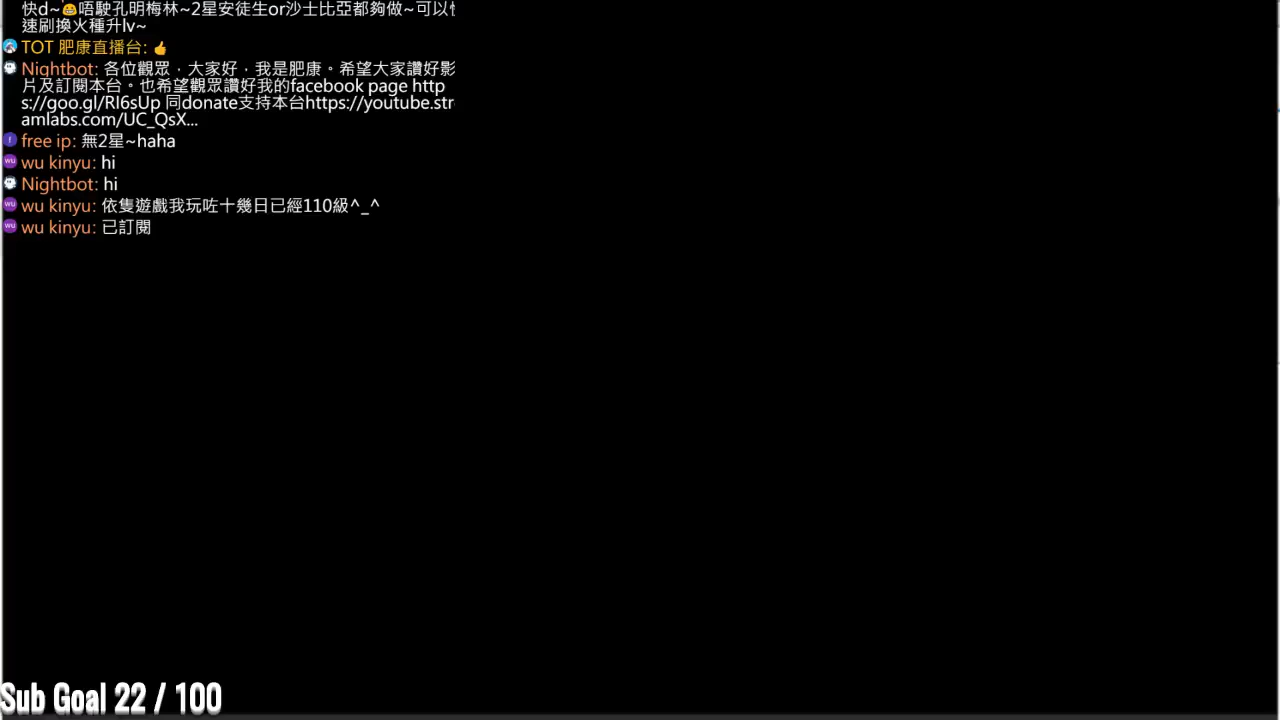 快d~😄唔駛孔明梅林~2星安徒生or沙士比亞都夠做~可以
速刷換火種升lv~
TOT 肥康直播台: 👍
Nightbot: 各位觀眾，大家好，我是肥康。希望大家讚好影
片及訂閱本台。也希望觀眾讚好我的facebook page http
s://goo.gl/Rl6sUp 同donate支持本台https://youtube.str
amlabs.com/UC_QsX...
free ip: 無2星~haha
wu kinyu: hi
Nightbot: hi
wu kinyu: 依隻遊戲我玩咗十幾日已經110級^_^
wu kinyu: 已訂閱
Sub Goal 22 / 100